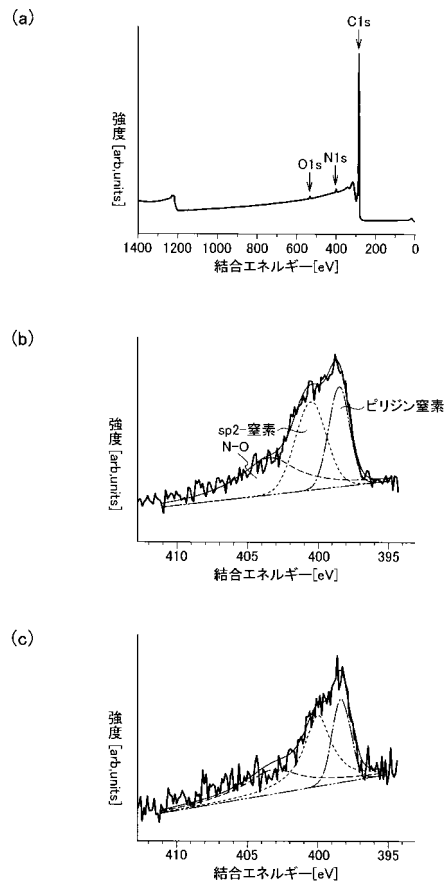 (a)
C1s
O1s
N1s
強度[arb.units]
1400 1200 1000 800 600 400 200 0
結合エネルギー[eV]
(b)
ピリジン窒素
sp2-窒素
N-O
強度[arb.units]
410 405 400 395
結合エネルギー[eV]
(c)
強度[arb.units]
410 405 400 395
結合エネルギー[eV]